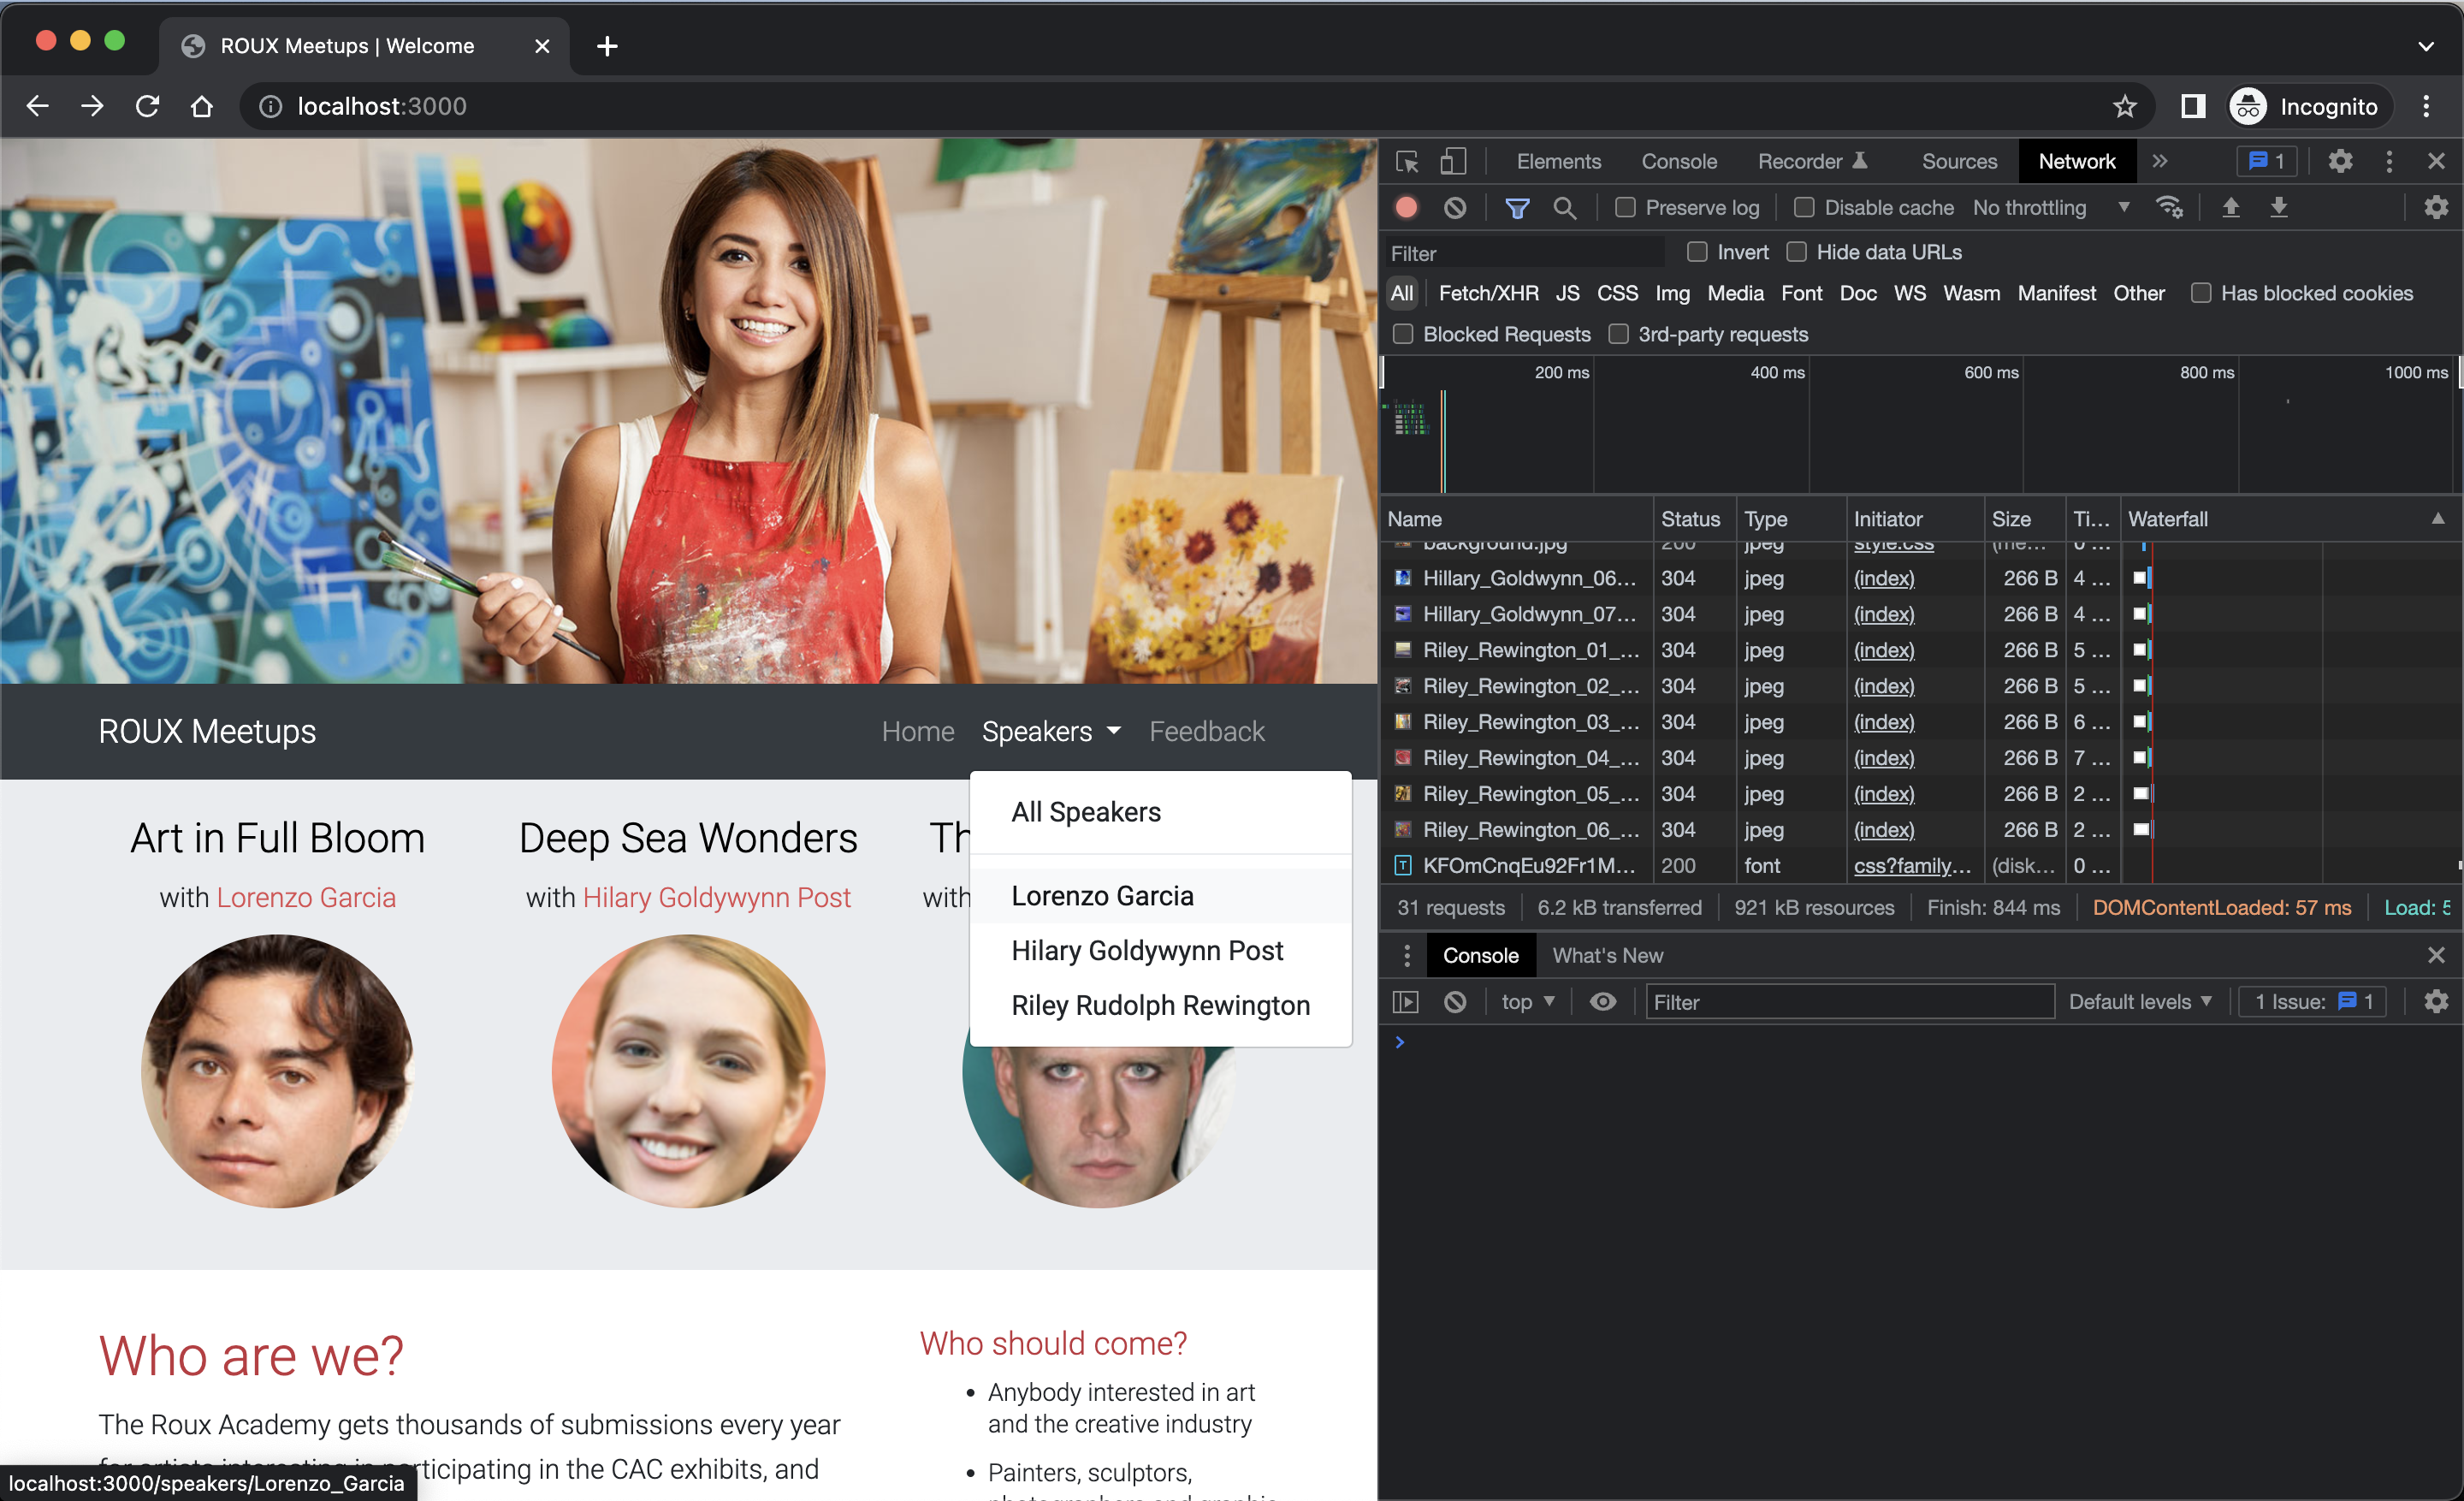 ROUX Meetups | Welcome
localhost:3000
Incognito
ROUX Meetups
Home Speakers Feedback
All Speakers
Lorenzo Garcia
Hilary Goldywynn Post
Riley Rudolph Rewington
Art in Full Bloom
with Lorenzo Garcia
Deep Sea Wonders
with Hilary Goldywynn Post
Th
with
Who are we?
The Roux Academy gets thousands of submissions every year
participating in the CAC exhibits, and
Who should come?
• Anybody interested in art
and the creative industry
• Painters, sculptors,
localhost:3000/speakers/Lorenzo_Garcia
Elements Console Recorder Sources Network 1
Preserve log Disable cache No throttling
Filter Invert Hide data URLs
All Fetch/XHR JS CSS Img Media Font Doc WS Wasm Manifest Other Has blocked cookies
Blocked Requests 3rd-party requests
200 ms 400 ms 600 ms 800 ms 1000 ms
Name Status Type Initiator Size Ti... Waterfall
background.jpg 200 jpeg style.css (me... 0 ...
Hillary_Goldwynn_06... 304 jpeg (index) 266 B 4 ...
Hillary_Goldwynn_07... 304 jpeg (index) 266 B 4 ...
Riley_Rewington_01_... 304 jpeg (index) 266 B 5 ...
Riley_Rewington_02_... 304 jpeg (index) 266 B 5 ...
Riley_Rewington_03_... 304 jpeg (index) 266 B 6 ...
Riley_Rewington_04_... 304 jpeg (index) 266 B 7 ...
Riley_Rewington_05_... 304 jpeg (index) 266 B 2 ...
Riley_Rewington_06_... 304 jpeg (index) 266 B 2 ...
KFOmCnqEu92Fr1M... 200 font css?family... (disk... 0 ...
31 requests 6.2 kB transferred 921 kB resources Finish: 844 ms DOMContentLoaded: 57 ms Load: 5
Console What's New
top Filter Default levels 1 Issue: 1